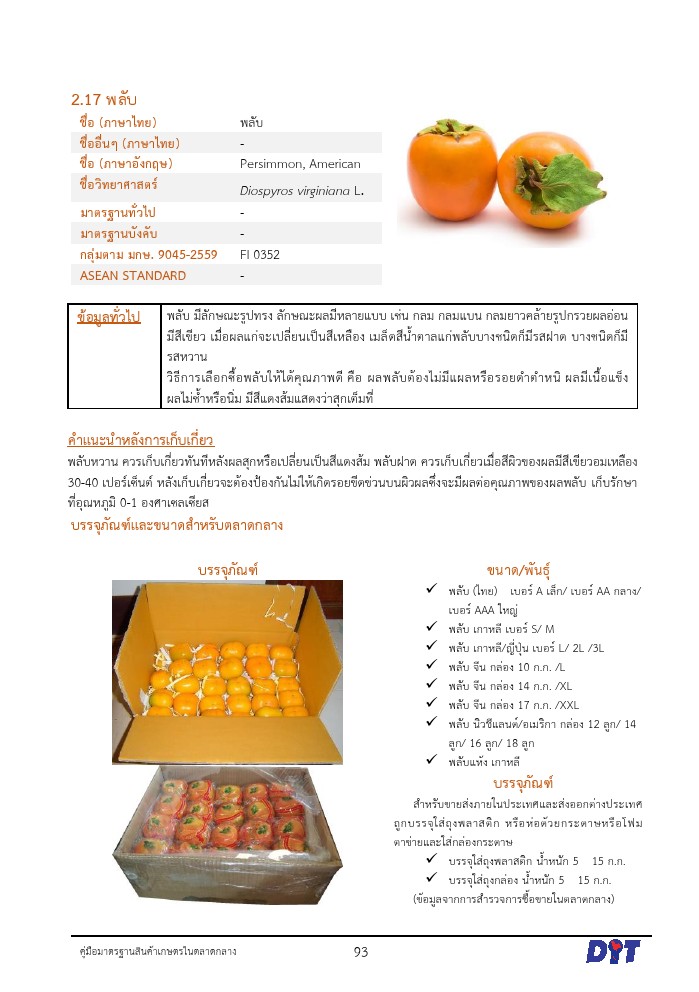 2.17 พลับ
ชื่อ (ภาษาไทย) พลับ
ชื่ออื่นๆ (ภาษาไทย) -
ชื่อ (ภาษาอังกฤษ) Persimmon, American
ชื่อวิทยาศาสตร์ Diospyros virginiana L.
มาตรฐานทั่วไป -
มาตรฐานบังคับ -
กลุ่มตาม มกษ. 9045-2559 FI 0352
ASEAN STANDARD -
ข้อมูลทั่วไป
พลับ มีลักษณะรูปทรง ลักษณะผลมีหลายแบบ เช่น กลม กลมแบน กลมยาวคล้ายรูปกรวยผลอ่อน
มีสีเขียว เมื่อผลแก่จะเปลี่ยนเป็นสีเหลือง เมล็ดสีน้ำตาลแก่พลับบางชนิดก็มีรสฝาด บางชนิดก็มี
รสหวาน
วิธีการเลือกซื้อพลับให้ได้คุณภาพดี คือ ผลพลับต้องไม่มีแผลหรือรอยดำตำหนิ ผลมีเนื้อแข็ง
ผลไม่ช้ำหรือนิ่ม มีสีแดงส้มแสดงว่าสุกเต็มที่
คำแนะนำหลังการเก็บเกี่ยว
พลับหวาน ควรเก็บเกี่ยวทันทีหลังผลสุกหรือเปลี่ยนเป็นสีแดงส้ม พลับฝาด ควรเก็บเกี่ยวเมื่อสีผิวของผลมีสีเขียวอมเหลือง
30-40 เปอร์เซ็นต์ หลังเก็บเกี่ยวจะต้องป้องกันไม่ให้เกิดรอยขีดข่วนบนผิวผลซึ่งจะมีผลต่อคุณภาพของผลพลับ เก็บรักษา
ที่อุณหภูมิ 0-1 องศาเซลเซียส
บรรจุภัณฑ์และขนาดสำหรับตลาดกลาง
บรรจุภัณฑ์
ขนาด/พันธุ์
✓ พลับ (ไทย) เบอร์ A เล็ก/ เบอร์ AA กลาง/
เบอร์ AAA ใหญ่
✓ พลับ เกาหลี เบอร์ S/ M
✓ พลับ เกาหลี/ญี่ปุ่น เบอร์ L/ 2L /3L
✓ พลับ จีน กล่อง 10 ก.ก. /L
✓ พลับ จีน กล่อง 14 ก.ก. /XL
✓ พลับ จีน กล่อง 17 ก.ก. /XXL
✓ พลับ นิวซีแลนด์/อเมริกา กล่อง 12 ลูก/ 14
ลูก/ 16 ลูก/ 18 ลูก
✓ พลับแห้ง เกาหลี
บรรจุภัณฑ์
สำหรับขายส่งภายในประเทศและส่งออกต่างประเทศ
ถูกบรรจุใส่ถุงพลาสติก หรือห่อด้วยกระดาษหรือโฟม
ตาข่ายและใส่กล่องกระดาษ
✓ บรรจุใส่ถุงพลาสติก น้ำหนัก 5 15 ก.ก.
✓ บรรจุใส่ถุงกล่อง น้ำหนัก 5 15 ก.ก.
(ข้อมูลจากการสำรวจการซื้อขายในตลาดกลาง)
คู่มือมาตรฐานสินค้าเกษตรในตลาดกลาง 93 DIT